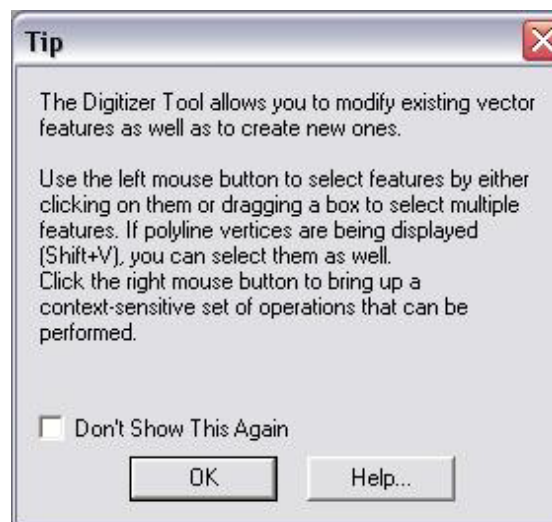 Tip
The Digitizer Tool allows you to modify existing vector
features as well as to create new ones.
Use the left mouse button to select features by either
clicking on them or dragging a box to select multiple
features. If polyline vertices are being displayed
(Shift+V), you can select them as well.
Click the right mouse button to bring up a
context-sensitive set of operations that can be
performed.
Don't Show This Again
OK
Help...